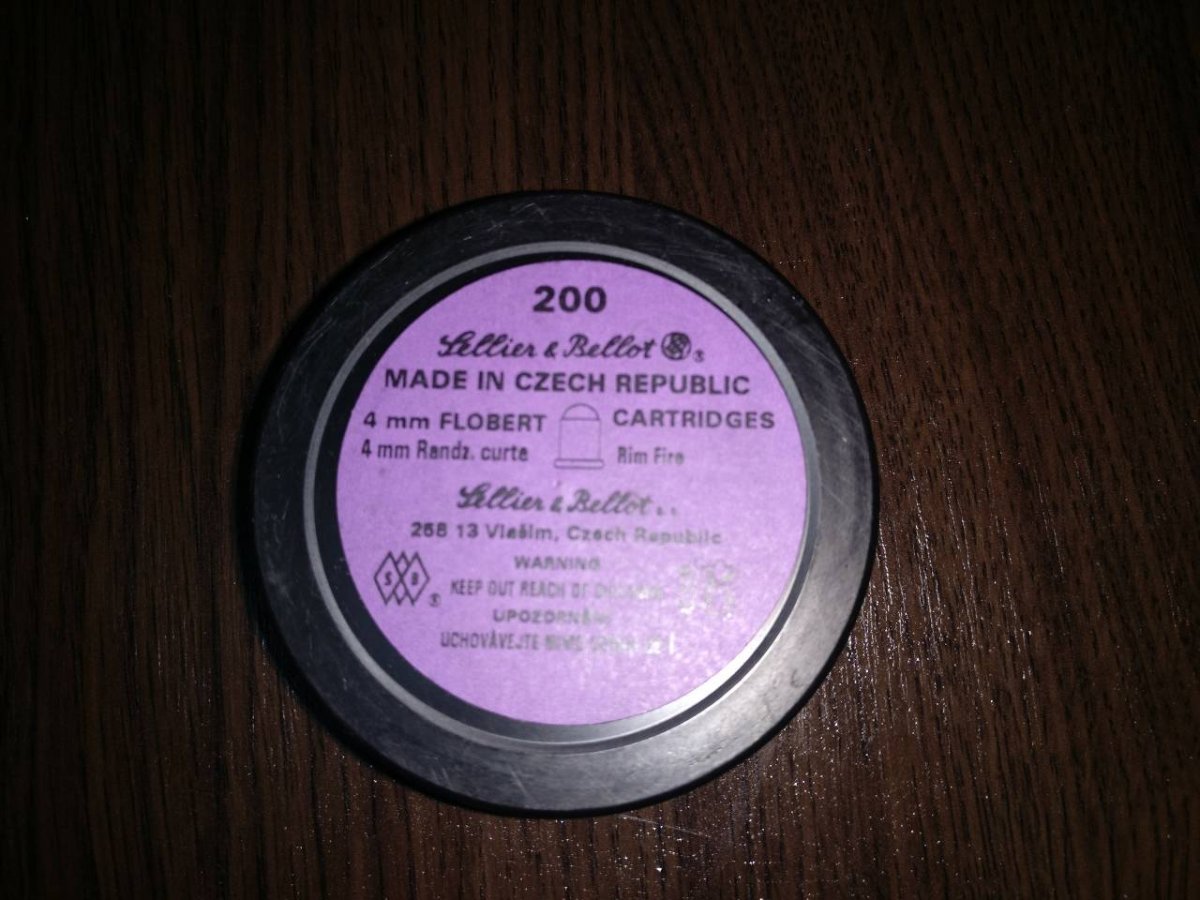 200
Sellier & Bellot ®
MADE IN CZECH REPUBLIC
4 mm FLOBERT CARTRIDGES
4 mm Randz. curte Rim Fire
Sellier & Bellot
258 13 Vlašim, Czech Republic
WARNING
S B ®
KEEP OUT REACH OF
UPOZORNĚNÍ
UCHOVÁVEJTE MIMO